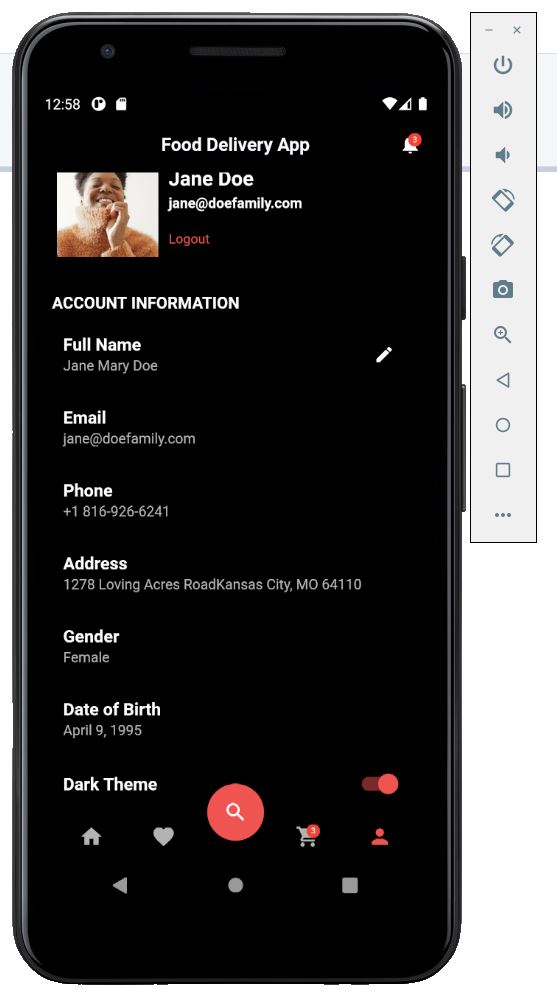 12:58
Food Delivery App
3
Jane Doe
jane@doefamily.com
Logout
ACCOUNT INFORMATION
Full Name
Jane Mary Doe
Email
jane@doefamily.com
Phone
+1 816-926-6241
Address
1278 Loving Acres RoadKansas City, MO 64110
Gender
Female
Date of Birth
April 9, 1995
Dark Theme
3